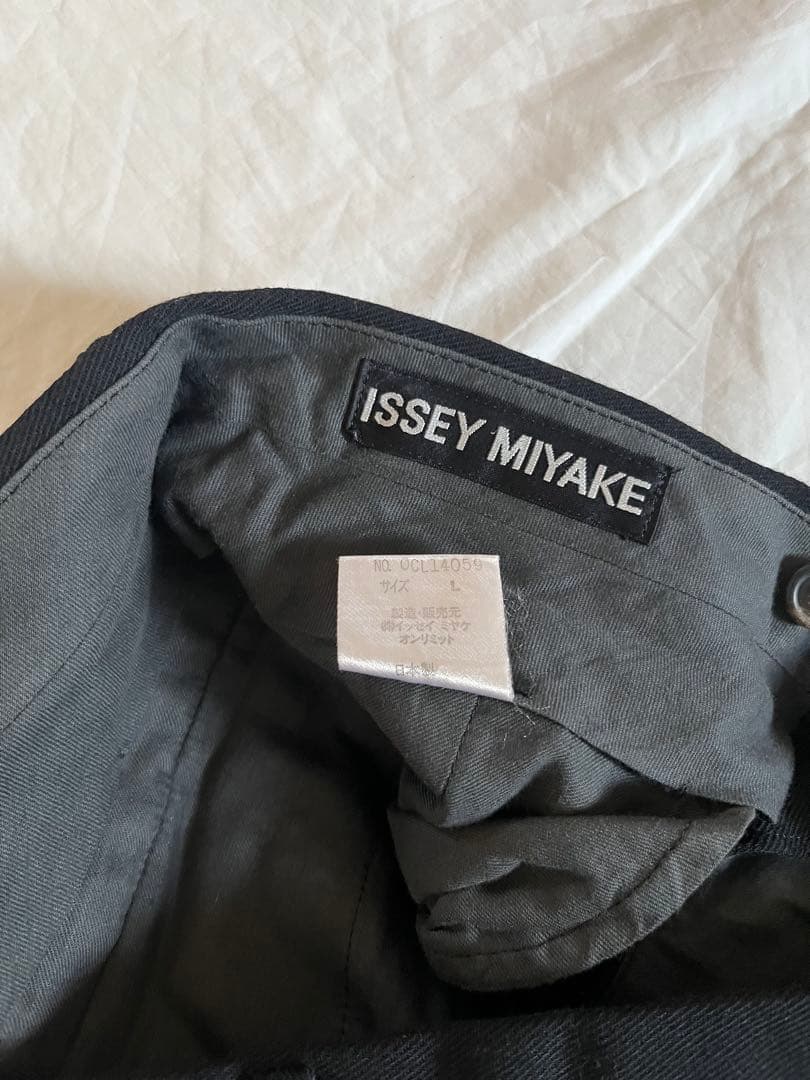 ISSEY MIYAKE
NO. OCL14059
サイズ L
製造・販売元
㈱イッセイ ミヤケ
オンリミット
日本製